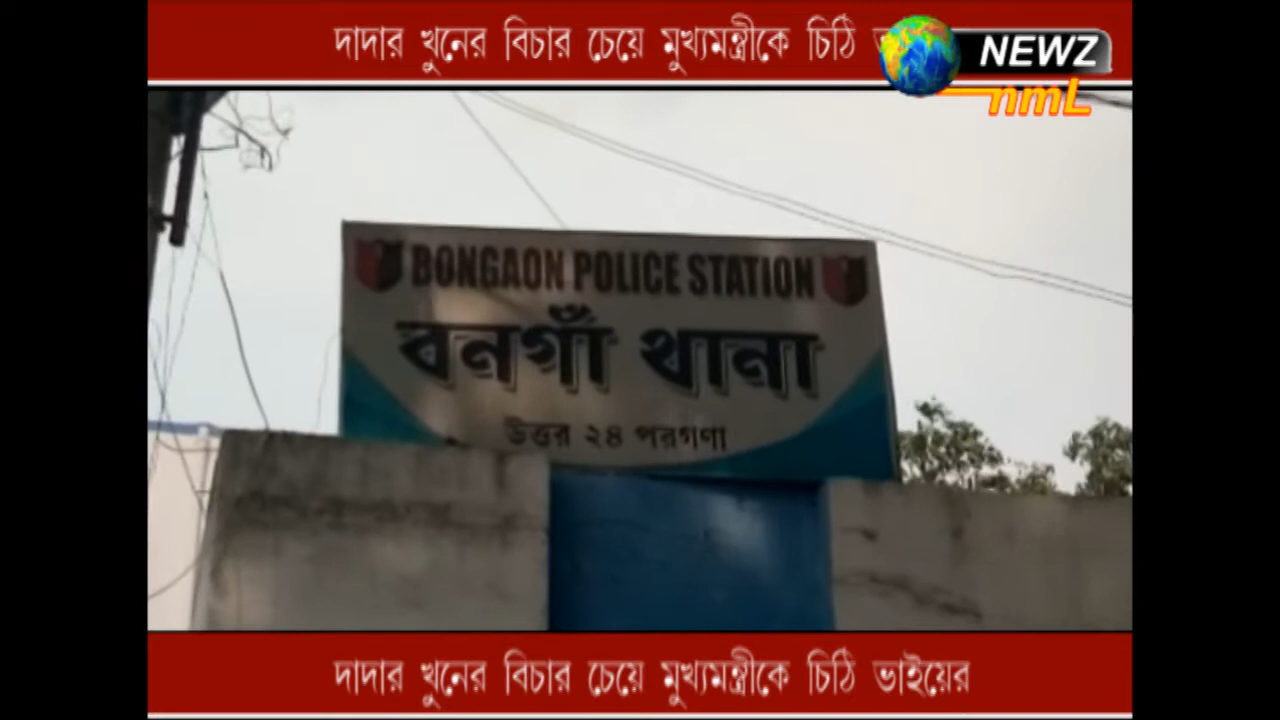 দাদার খুনের বিচার চেয়ে মুখ্যমন্ত্রীকে চিঠি
NEWZ
nmL
BONGAON POLICE STATION
বনগাঁ থানা
উত্তর ২৪ পরগণা
দাদার খুনের বিচার চেয়ে মুখ্যমন্ত্রীকে চিঠি ভাইয়ের